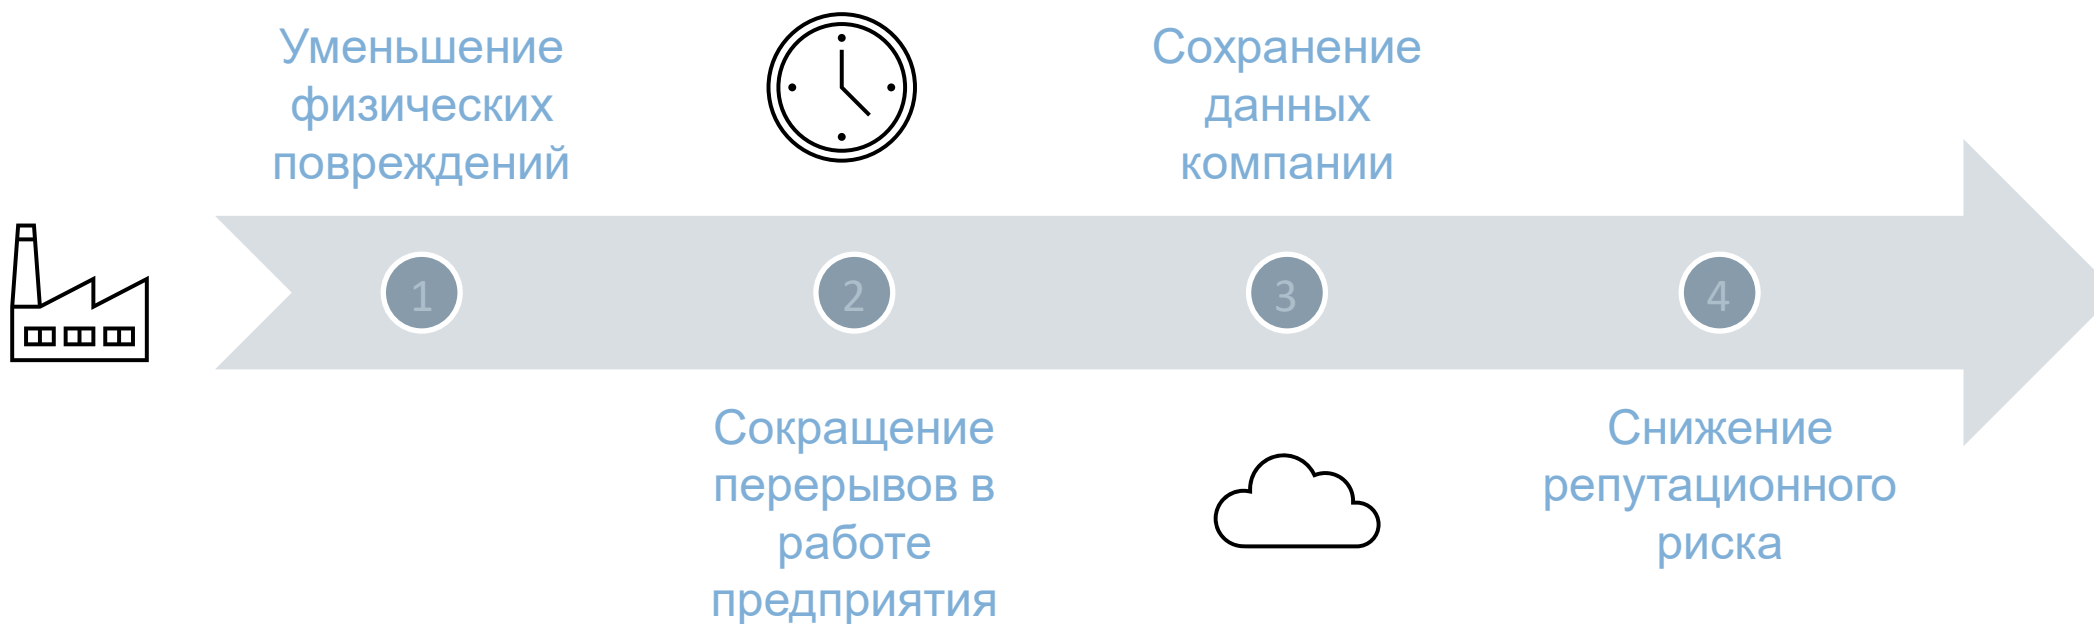 Уменьшение
физических
повреждений
Сохранение
данных
компании
1
2
3
4
Сокращение
перерывов в
работе
предприятия
Снижение
репутационного
риска